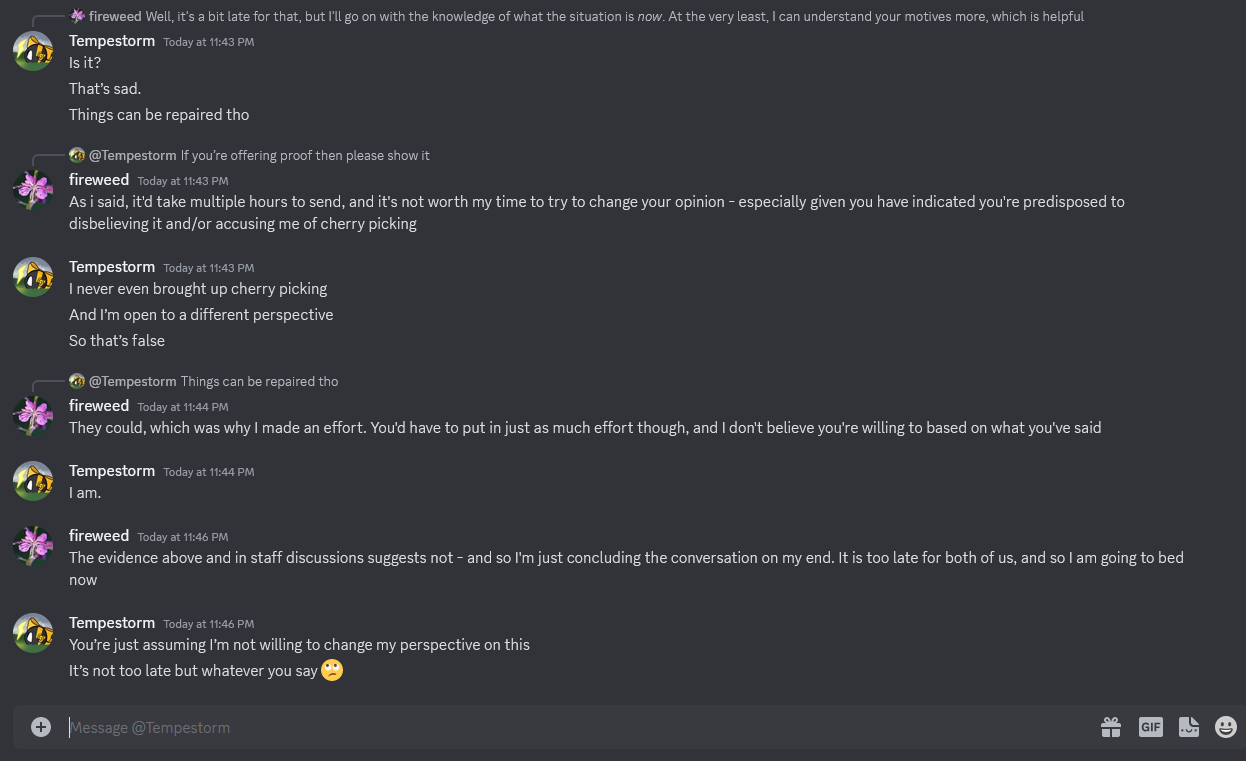 fireweed Well, it's a bit late for that, but I'll go on with the knowledge of what the situation is now. At the very least, I can understand your motives more, which is helpful
Tempestorm Today at 11:43 PM
Is it?
That's sad.
Things can be repaired tho
@Tempestorm If you're offering proof then please show it
fireweed Today at 11:43 PM
As i said, it'd take multiple hours to send, and it's not worth my time to try to change your opinion - especially given you have indicated you're predisposed to
disbelieving it and/or accusing me of cherry picking
Tempestorm Today at 11:43 PM
I never even brought up cherry picking
And I'm open to a different perspective
So that's false
@Tempestorm Things can be repaired tho
fireweed Today at 11:44 PM
They could, which was why I made an effort. You'd have to put in just as much effort though, and I don't believe you're willing to based on what you've said
Tempestorm Today at 11:44 PM
I am.
fireweed Today at 11:46 PM
The evidence above and in staff discussions suggests not - and so I'm just concluding the conversation on my end. It is too late for both of us, and so I am going to bed
now
Tempestorm Today at 11:46 PM
You're just assuming I'm not willing to change my perspective on this
It's not too late but whatever you say 🙄
Message @Tempestorm
GIF